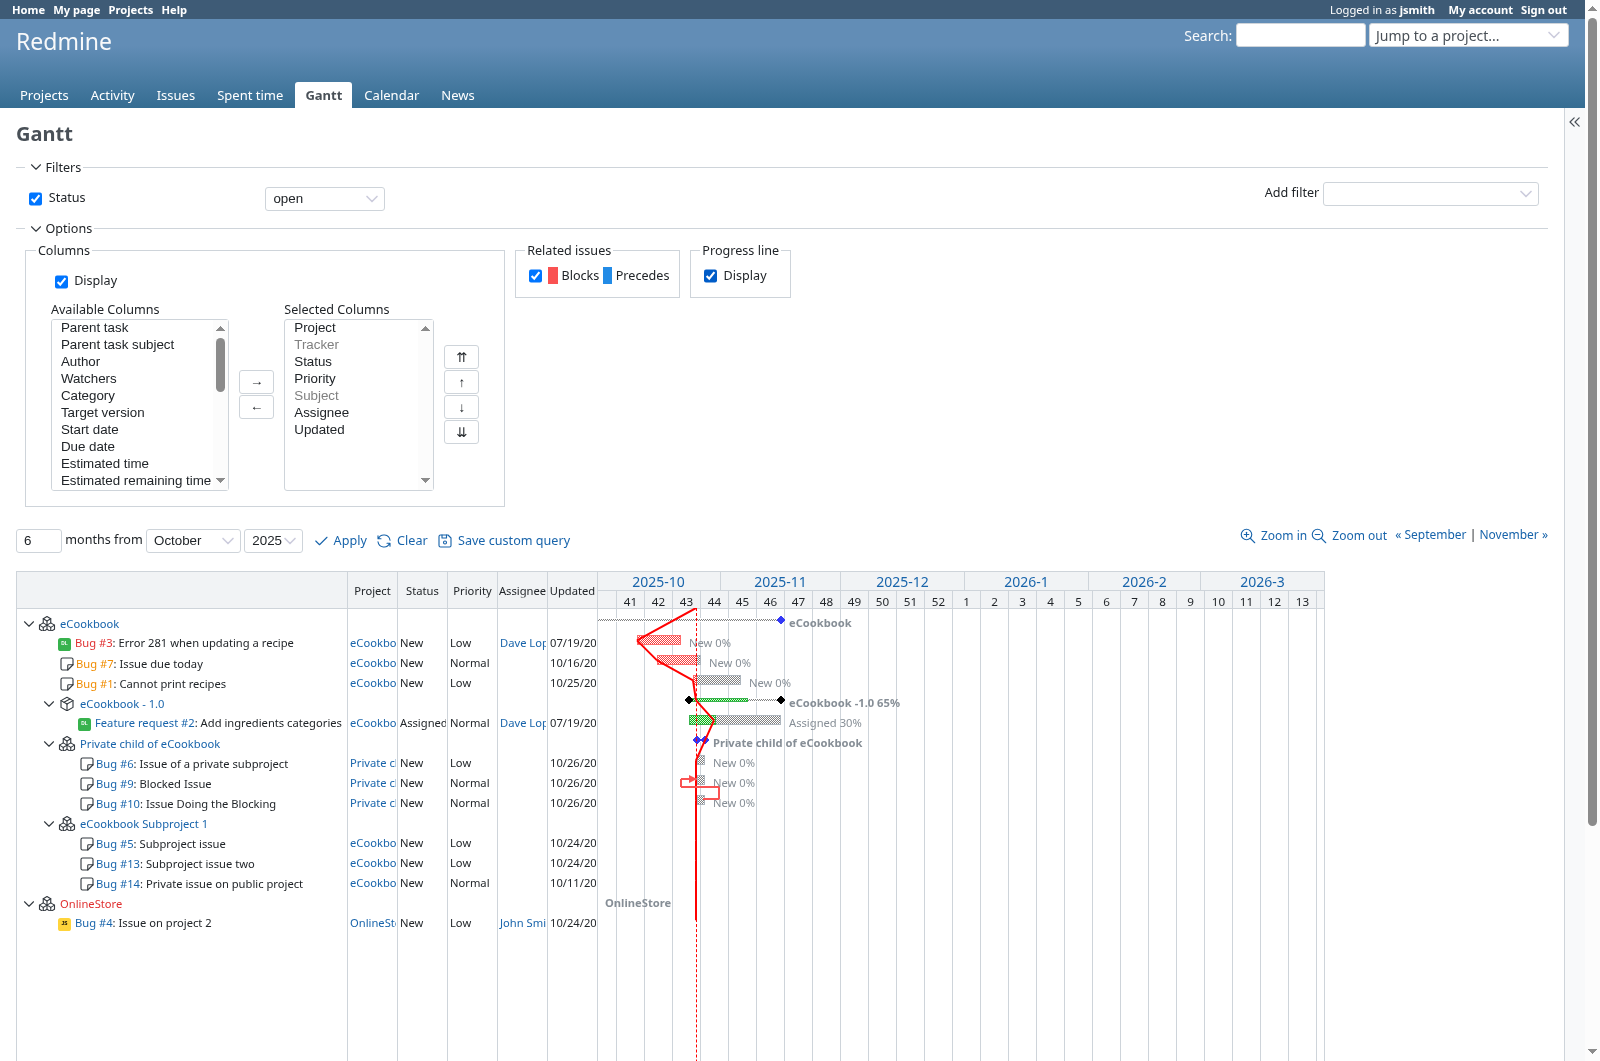 Home My page Projects Help
Logged in as jsmith My account Sign out
Redmine
Search: Jump to a project...
Projects Activity Issues Spent time Gantt Calendar News
Gantt
Filters
Status open Add filter
Options
Columns Related issues Progress line
Display Blocks Precedes Display
Available Columns Selected Columns
Parent task
Parent task subject
Author
Watchers
Category
Target version
Start date
Due date
Estimated time
Estimated remaining time
→
←
Project
Tracker
Status
Priority
Subject
Assignee
Updated
⇈
↑
↓
⇊
6 months from October 2025 Apply Clear Save custom query
Zoom in Zoom out « September | November »
Project Status Priority Assignee Updated
2025-10 2025-11 2025-12 2026-1 2026-2 2026-3
41 42 43 44 45 46 47 48 49 50 51 52 1 2 3 4 5 6 7 8 9 10 11 12 13
eCookbook eCookbook
DL Bug #3: Error 281 when updating a recipe eCookbo New Low Dave Lop 07/19/20 New 0%
Bug #7: Issue due today eCookbo New Normal 10/16/20 New 0%
Bug #1: Cannot print recipes eCookbo New Low 10/25/20 New 0%
eCookbook - 1.0 eCookbook -1.0 65%
DL Feature request #2: Add ingredients categories eCookbo Assigned Normal Dave Lop 07/19/20 Assigned 30%
Private child of eCookbook Private child of eCookbook
Bug #6: Issue of a private subproject Private cl New Low 10/26/20 New 0%
Bug #9: Blocked Issue Private cl New Normal 10/26/20 New 0%
Bug #10: Issue Doing the Blocking Private cl New Normal 10/26/20 New 0%
eCookbook Subproject 1
Bug #5: Subproject issue eCookbo New Low 10/24/20
Bug #13: Subproject issue two eCookbo New Low 10/24/20
Bug #14: Private issue on public project eCookbo New Normal 10/11/20
OnlineStore OnlineStore
JS Bug #4: Issue on project 2 OnlineSt New Low John Smi 10/24/20